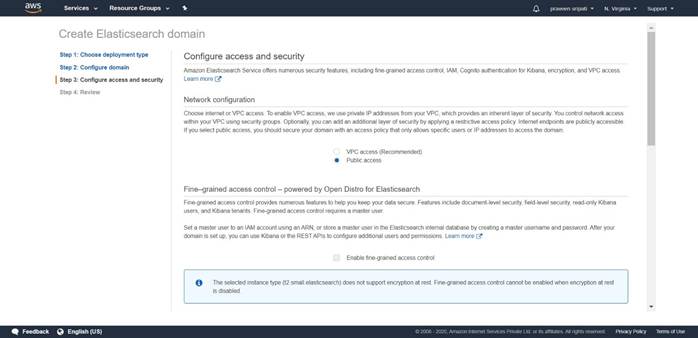 aws
Services
Resource Groups
praveen sripati
N. Virginia
Support
Create Elasticsearch domain
Step 1: Choose deployment type
Step 2: Configure domain
Step 3: Configure access and security
Step 4: Review
Configure access and security
Amazon Elasticsearch Service offers numerous security features, including fine-grained access control, IAM, Cognito authentication for Kibana, encryption, and VPC access.
Learn more
Network configuration
Choose internet or VPC access. To enable VPC access, we use private IP addresses from your VPC, which provides an inherent layer of security. You control network access
within your VPC using security groups. Optionally, you can add an additional layer of security by applying a restrictive access policy. Internet endpoints are publicly accessible.
If you select public access, you should secure your domain with an access policy that only allows specific users or IP addresses to access the domain.
VPC access (Recommended)
Public access
Fine–grained access control – powered by Open Distro for Elasticsearch
Fine-grained access control provides numerous features to help you keep your data secure. Features include document-level security, field-level security, read-only Kibana
users, and Kibana tenants. Fine-grained access control requires a master user.
Set a master user to an IAM account using an ARN, or store a master user in the Elasticsearch internal database by creating a master username and password. After your
domain is set up, you can use Kibana or the REST APIs to configure additional users and permissions. Learn more
Enable fine-grained access control
The selected instance type (t2.small.elasticsearch) does not support encryption at rest. Fine-grained access control cannot be enabled when encryption at rest
is disabled
Feedback
English (US)
© 2008 - 2020, Amazon Internet Services Private Ltd. or its affiliates. All rights reserved.
Privacy Policy
Terms of Use